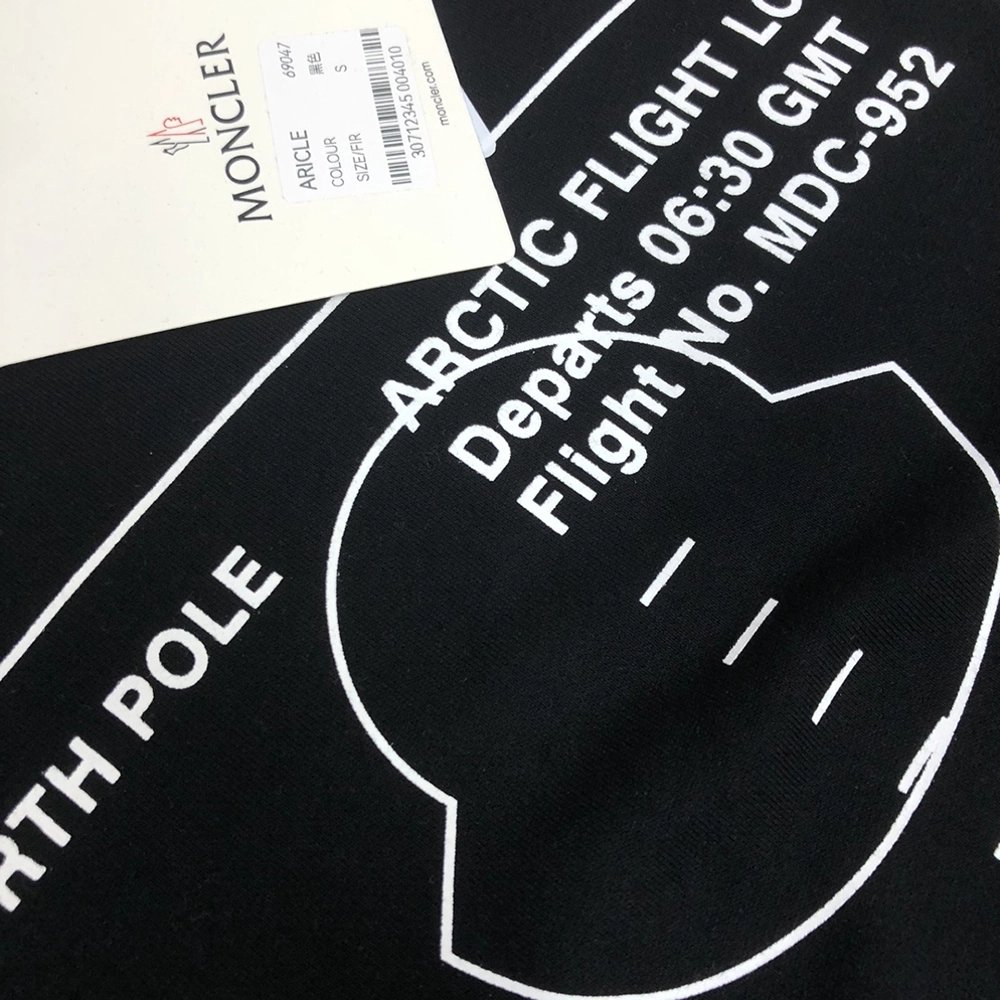 MONCLER
ARICLE 69047
COLOUR 黑色
SIZE/FIR S
30712345 004010
moncler.com
ARCTIC FLIGHT LO
Departs 06:30 GMT
Flight No. MDC-952
RTH POLE